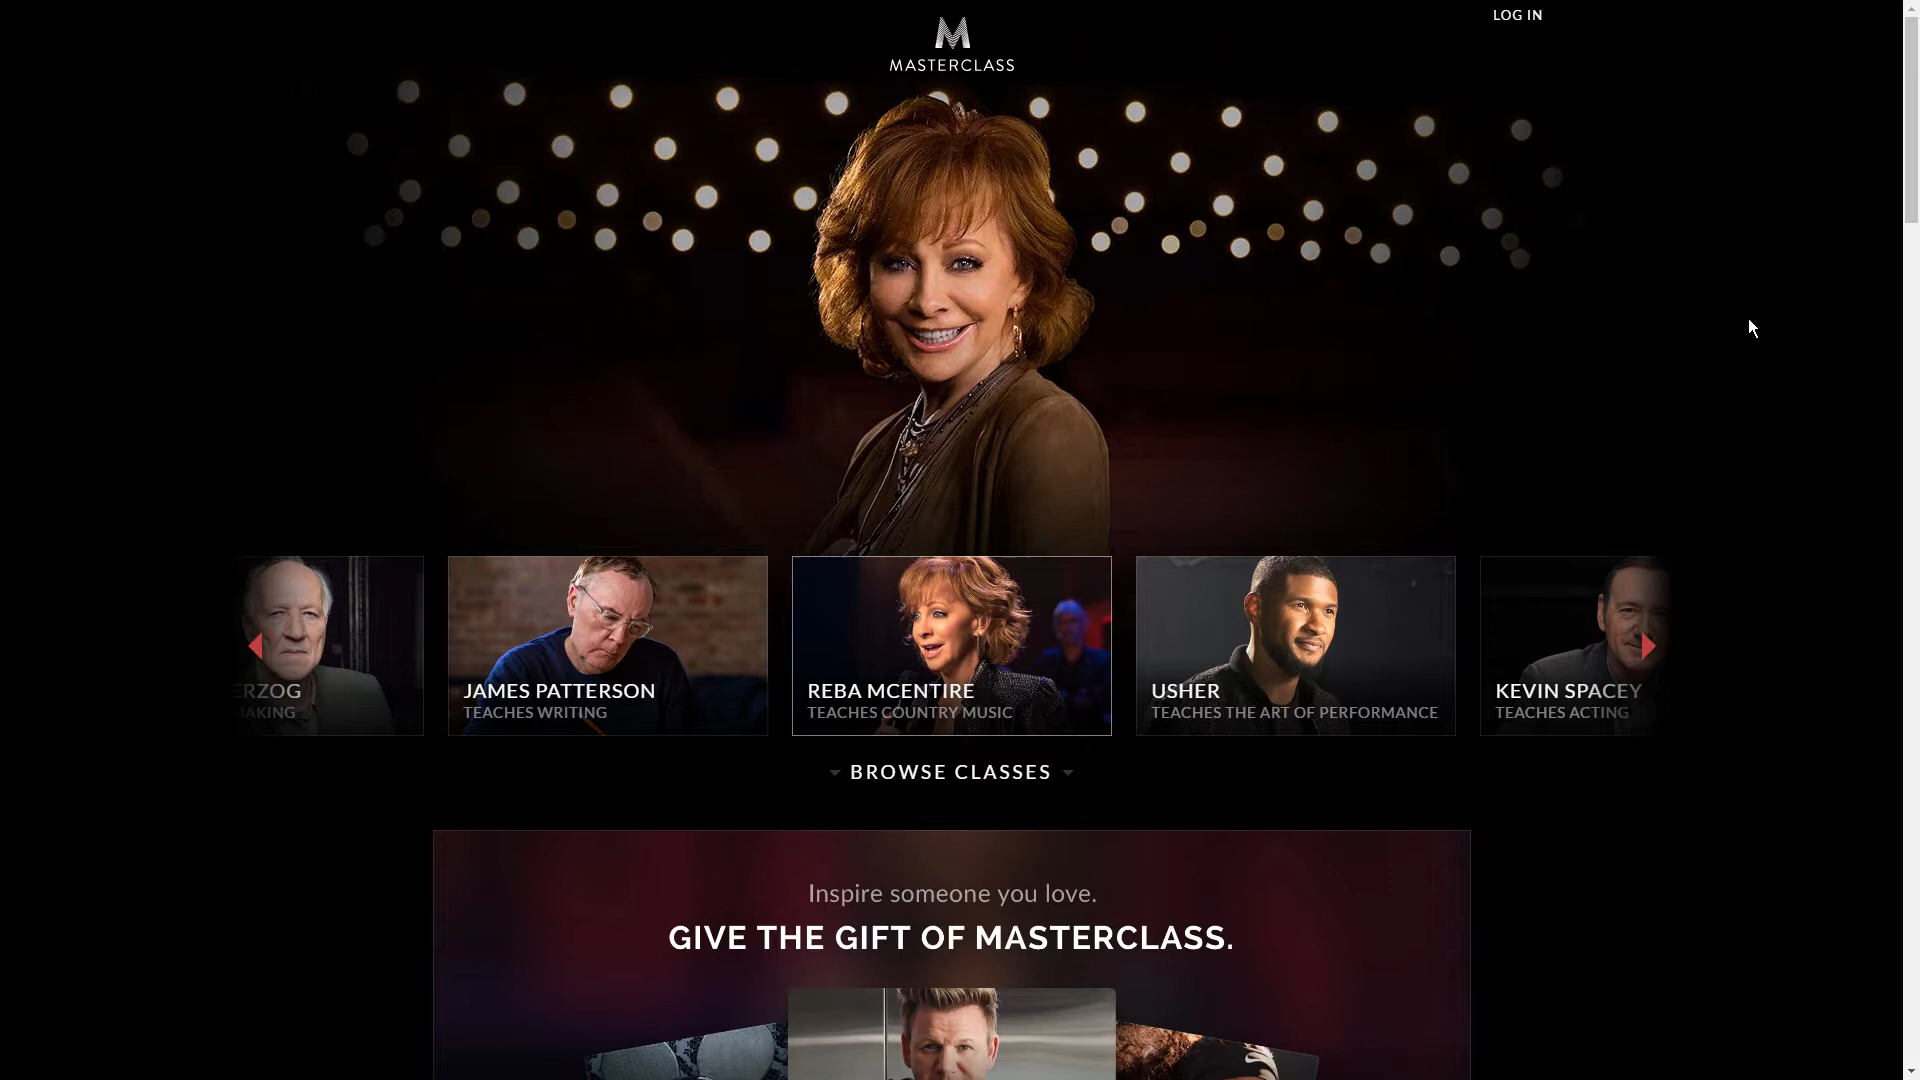 LOG IN
MASTERCLASS
ERZOG
AKING
JAMES PATTERSON
TEACHES WRITING
REBA MCENTIRE
TEACHES COUNTRY MUSIC
USHER
TEACHES THE ART OF PERFORMANCE
KEVIN SPACEY
TEACHES ACTING
BROWSE CLASSES
Inspire someone you love.
GIVE THE GIFT OF MASTERCLASS.